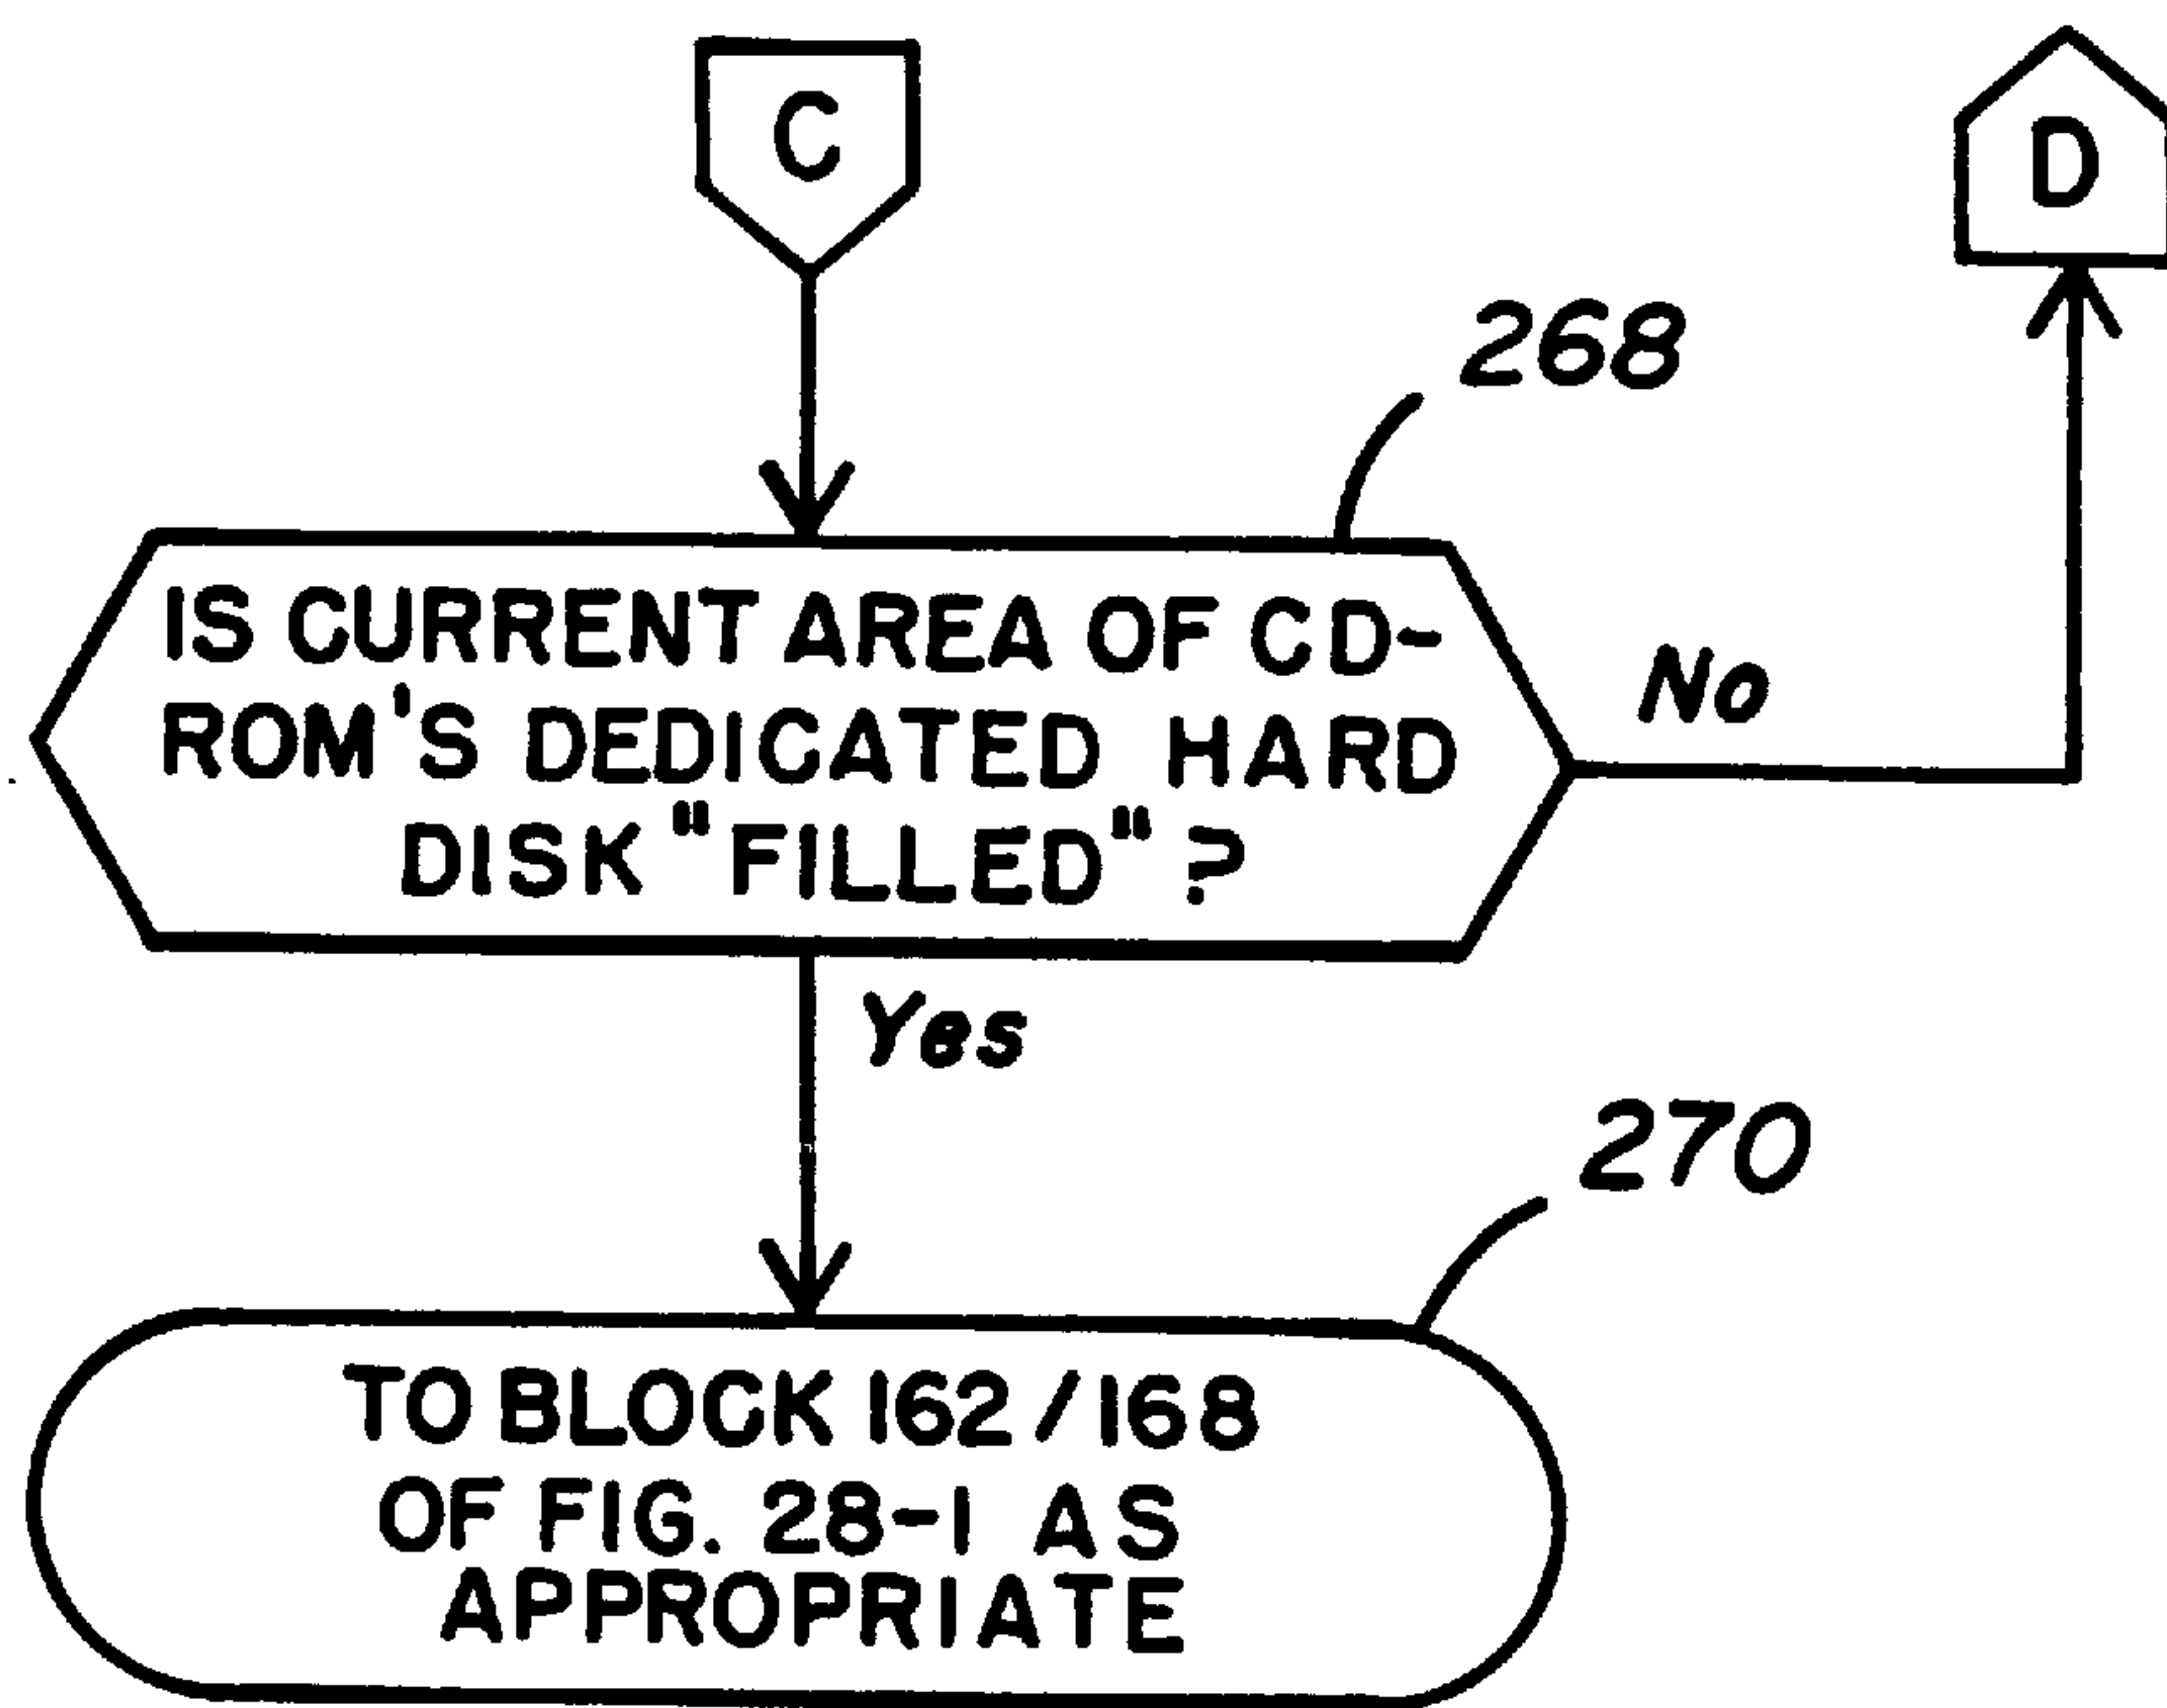 C
D
268
IS CURRENT AREA OF CD-
ROM'S DEDICATED HARD
DISK "FILLED"?
No
Yes
270
TO BLOCK 162/168
OF FIG. 28-1 AS
APPROPRIATE